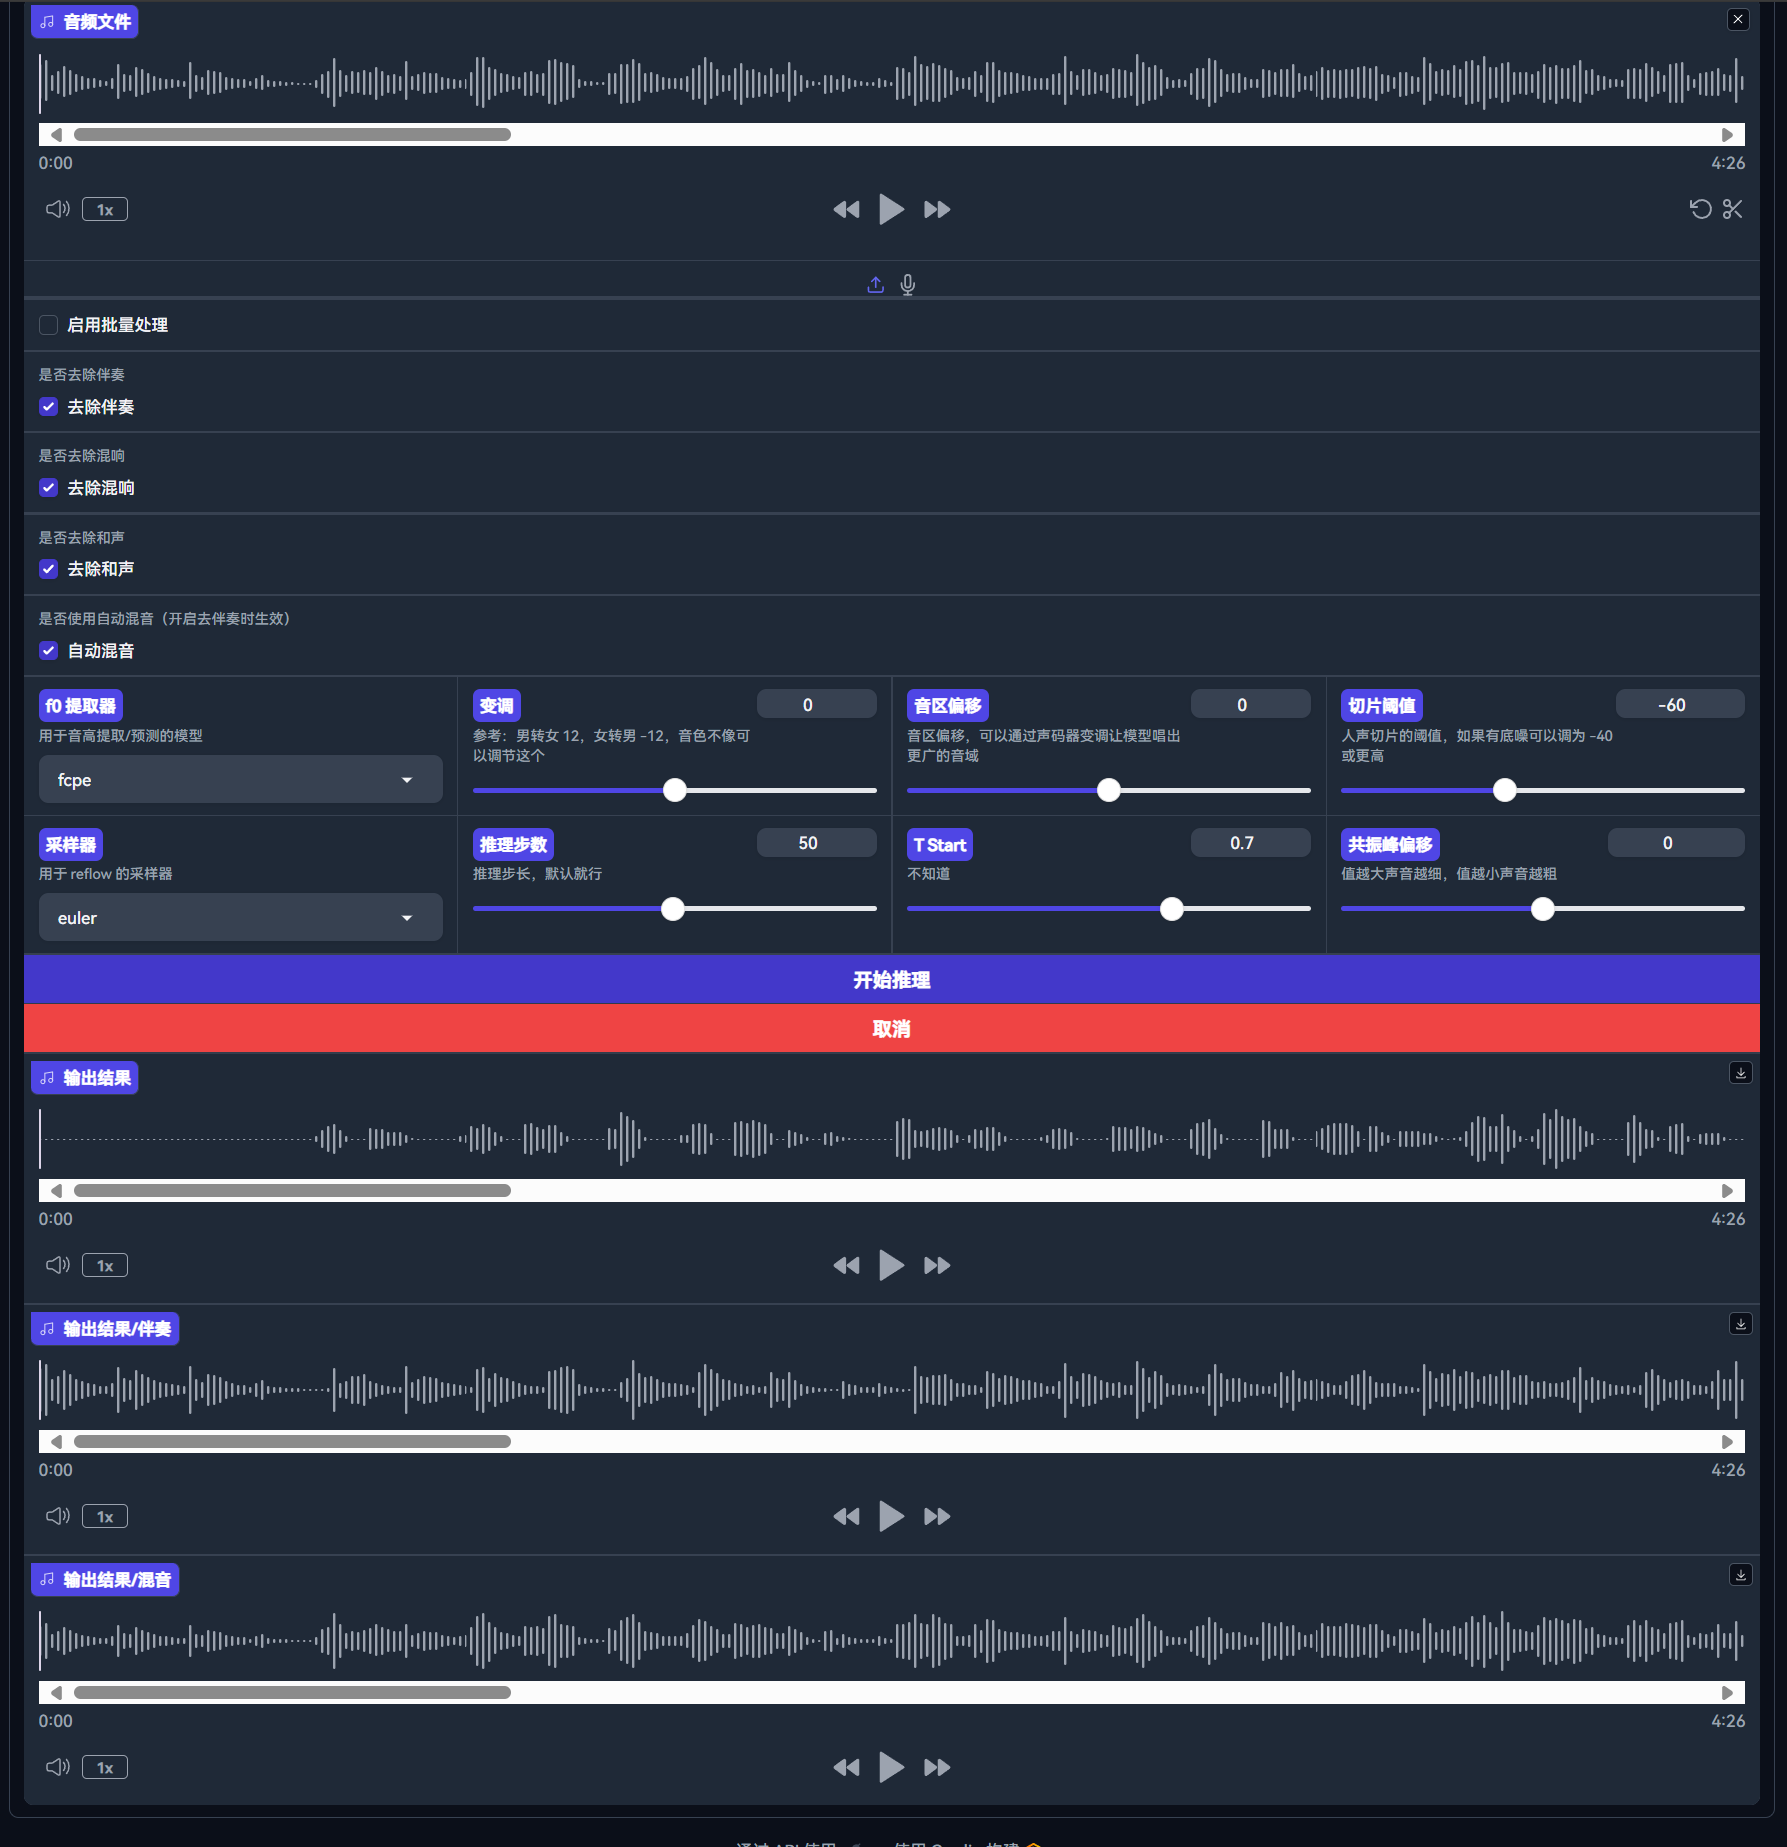 音频文件
0:00
4:26
1x
启用批量处理
是否去除伴奏
去除伴奏
是否去除混响
去除混响
是否去除和声
去除和声
是否使用自动混音（开启去伴奏时生效）
自动混音
f0 提取器
用于音高提取/预测的模型
fcpe
变调
0
参考：男转女 12，女转男 -12，音色不像可
以调节这个
音区偏移
0
音区偏移，可以通过声码器变调让模型唱出
更广的音域
切片阈值
-60
人声切片的阈值，如果有底噪可以调为 -40
或更高
采样器
用于 reflow 的采样器
euler
推理步数
50
推理步长，默认就行
T Start
0.7
不知道
共振峰偏移
0
值越大声音越细，值越小声音越粗
开始推理
取消
输出结果
0:00
4:26
1x
输出结果/伴奏
0:00
4:26
1x
输出结果/混音
0:00
4:26
1x